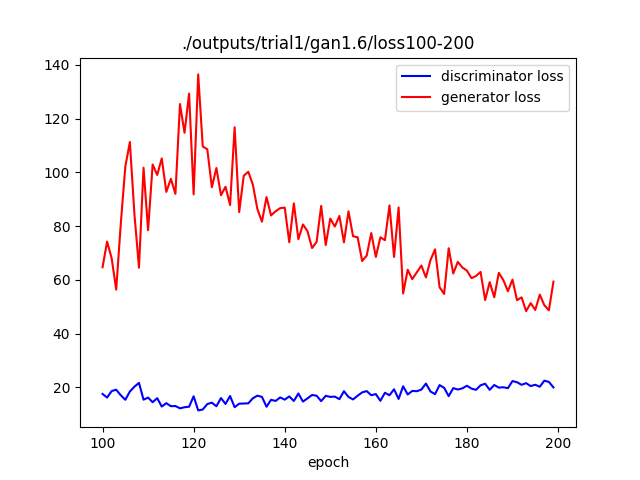 ./outputs/trial1/gan1.6/loss100-200
discriminator loss
generator loss
140
120
100
80
60
40
20
100 120 140 160 180 200
epoch